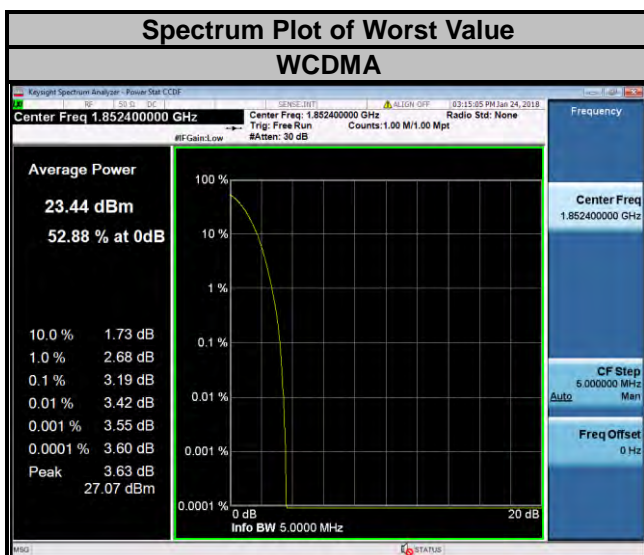 Spectrum Plot of Worst Value
WCDMA
Keysight Spectrum Analyzer - Power Stat CCDF
RF 50 Ω DC SENSE:INT ALIGN OFF 03:15:05 PM Jan 24, 2018
Center Freq 1.852400000 GHz
Center Freq: 1.852400000 GHz Radio Std: None
Trig: Free Run Counts:1.00 M/1.00 Mpt
#IFGain:Low #Atten: 30 dB
Frequency
Average Power
23.44 dBm
52.88 % at 0dB
10.0 % 1.73 dB
1.0 % 2.68 dB
0.1 % 3.19 dB
0.01 % 3.42 dB
0.001 % 3.55 dB
0.0001 % 3.60 dB
Peak 3.63 dB
27.07 dBm
100 %
10 %
1 %
0.1 %
0.01 %
0.001 %
0.0001 %
0 dB 20 dB
Info BW 5.0000 MHz
Center Freq
1.852400000 GHz
CF Step
5.000000 MHz
Auto Man
Freq Offset
0 Hz
MSG STATUS